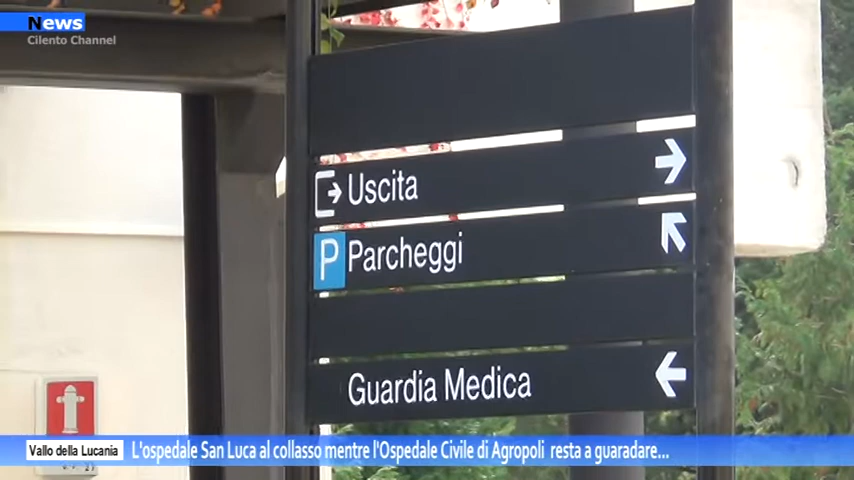 News
Cilento Channel
Uscita
P Parcheggi
Guardia Medica
Vallo della Lucania L'ospedale San Luca al collasso mentre l'Ospedale Civile di Agropoli resta a guaradare...